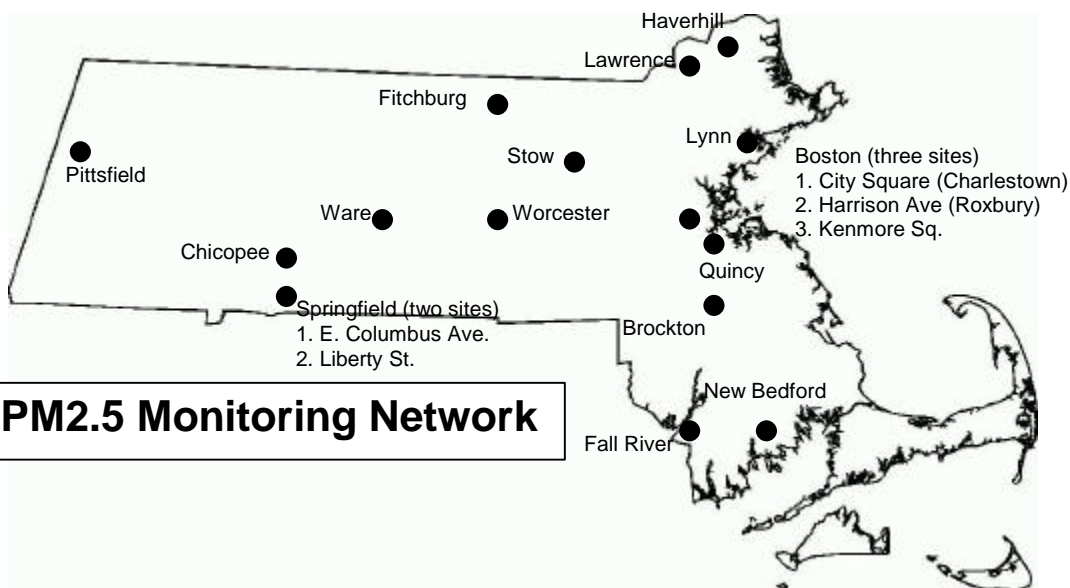 Haverhill
Lawrence
Fitchburg
Lynn
Stow
Boston (three sites)
1. City Square (Charlestown)
2. Harrison Ave (Roxbury)
3. Kenmore Sq.
Pittsfield
Ware
Worcester
Chicopee
Quincy
Springfield (two sites)
1. E. Columbus Ave.
2. Liberty St.
Brockton
New Bedford
PM2.5 Monitoring Network
Fall River